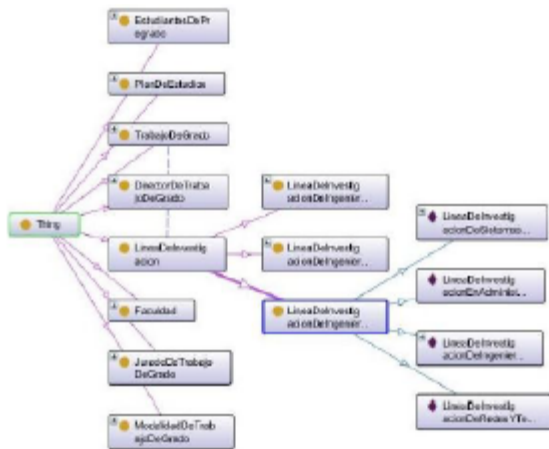 EstudiantesDePr
egrado
PlanDeEstudios
TrabajoDeGrado
DirectorDeTraba
joDeGrado
Thing
LineaDeInvestig
acion
Facultad
JuradoDeTrabajo
DeGrado
ModalidadDeTrab
ajoDeGrado
LineaDeInvestig
acionDeIngenier...
LineaDeInvestig
acionDeIngenier...
LineaDeInvestig
acionDeIngenier...
LineaDeInvestig
acionDeSistemas...
LineaDeInvestig
acionEnAdminist...
LineaDeInvestig
acionDeIngenier...
LineaDeInvestig
acionDeRedesYTe...